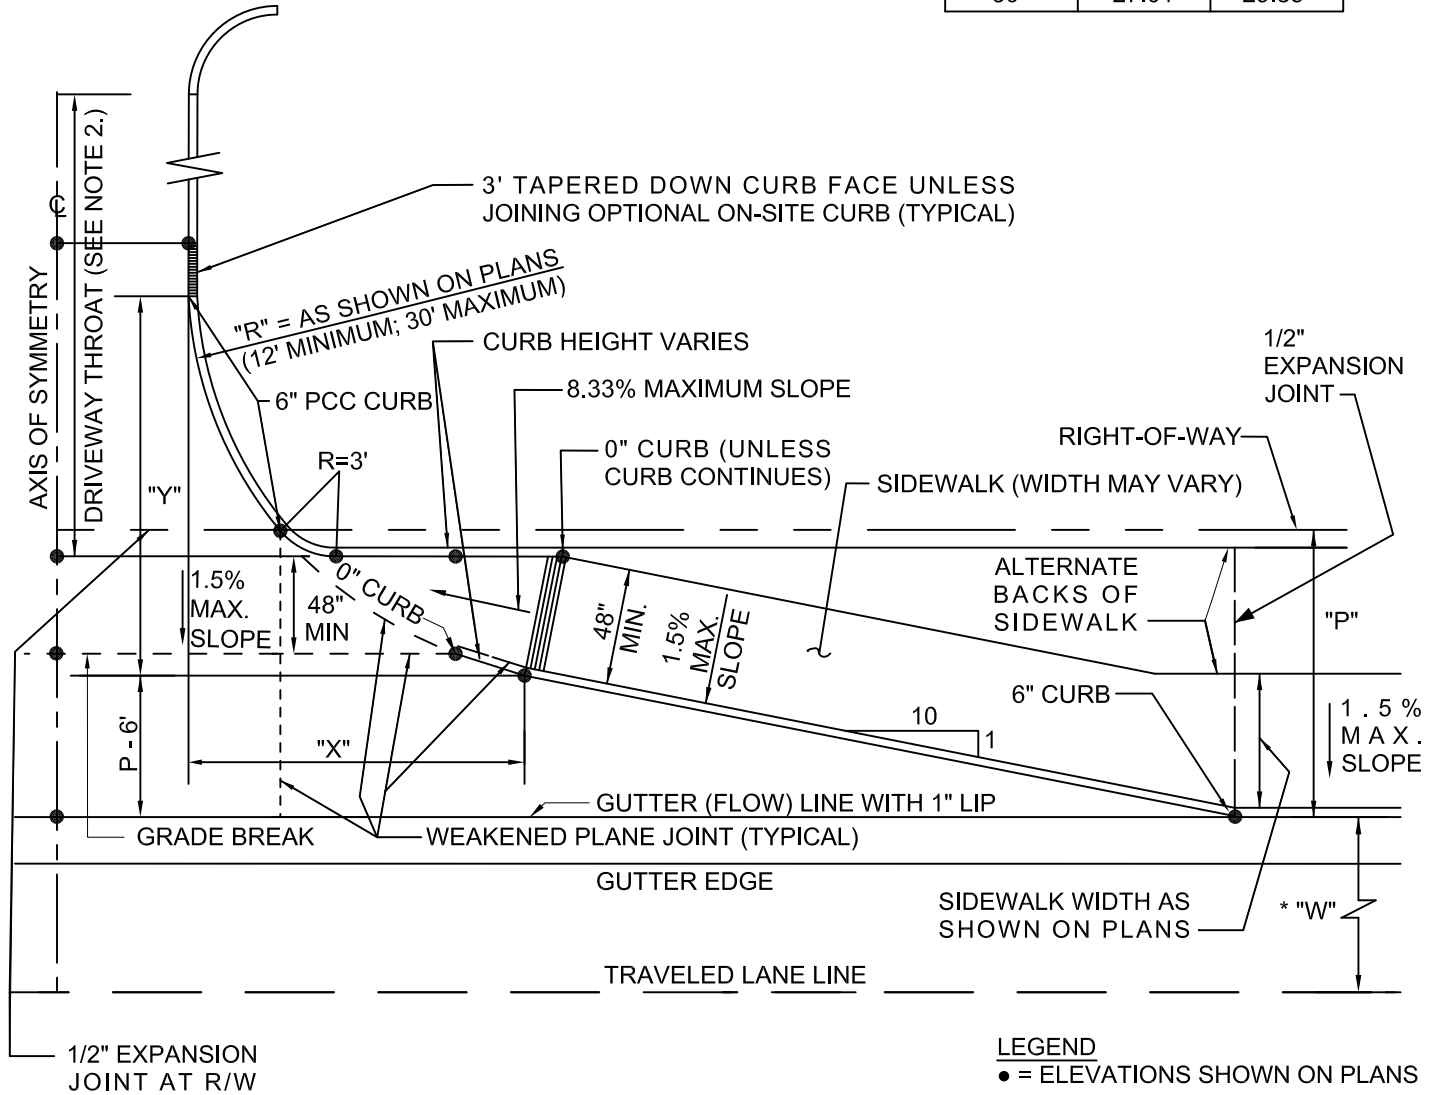 3' TAPERED DOWN CURB FACE UNLESS
JOINING OPTIONAL ON-SITE CURB (TYPICAL)
AXIS OF SYMMETRY
DRIVEWAY THROAT (SEE NOTE 2.)
℄
"R" = AS SHOWN ON PLANS
(12' MINIMUM; 30' MAXIMUM)
CURB HEIGHT VARIES
1/2"
EXPANSION
JOINT
6" PCC CURB
8.33% MAXIMUM SLOPE
RIGHT-OF-WAY
R=3'
0" CURB (UNLESS
CURB CONTINUES)
SIDEWALK (WIDTH MAY VARY)
"Y"
1.5%
MAX.
SLOPE
48"
MIN
0" CURB
48"
MIN.
1.5%
MAX.
SLOPE
ALTERNATE
BACKS OF
SIDEWALK
"P"
6" CURB
10
1
1.5%
MAX.
SLOPE
P - 6'
"X"
GUTTER (FLOW) LINE WITH 1" LIP
GRADE BREAK
WEAKENED PLANE JOINT (TYPICAL)
GUTTER EDGE
SIDEWALK WIDTH AS
SHOWN ON PLANS
* "W"
TRAVELED LANE LINE
1/2" EXPANSION
JOINT AT R/W
LEGEND
● = ELEVATIONS SHOWN ON PLANS